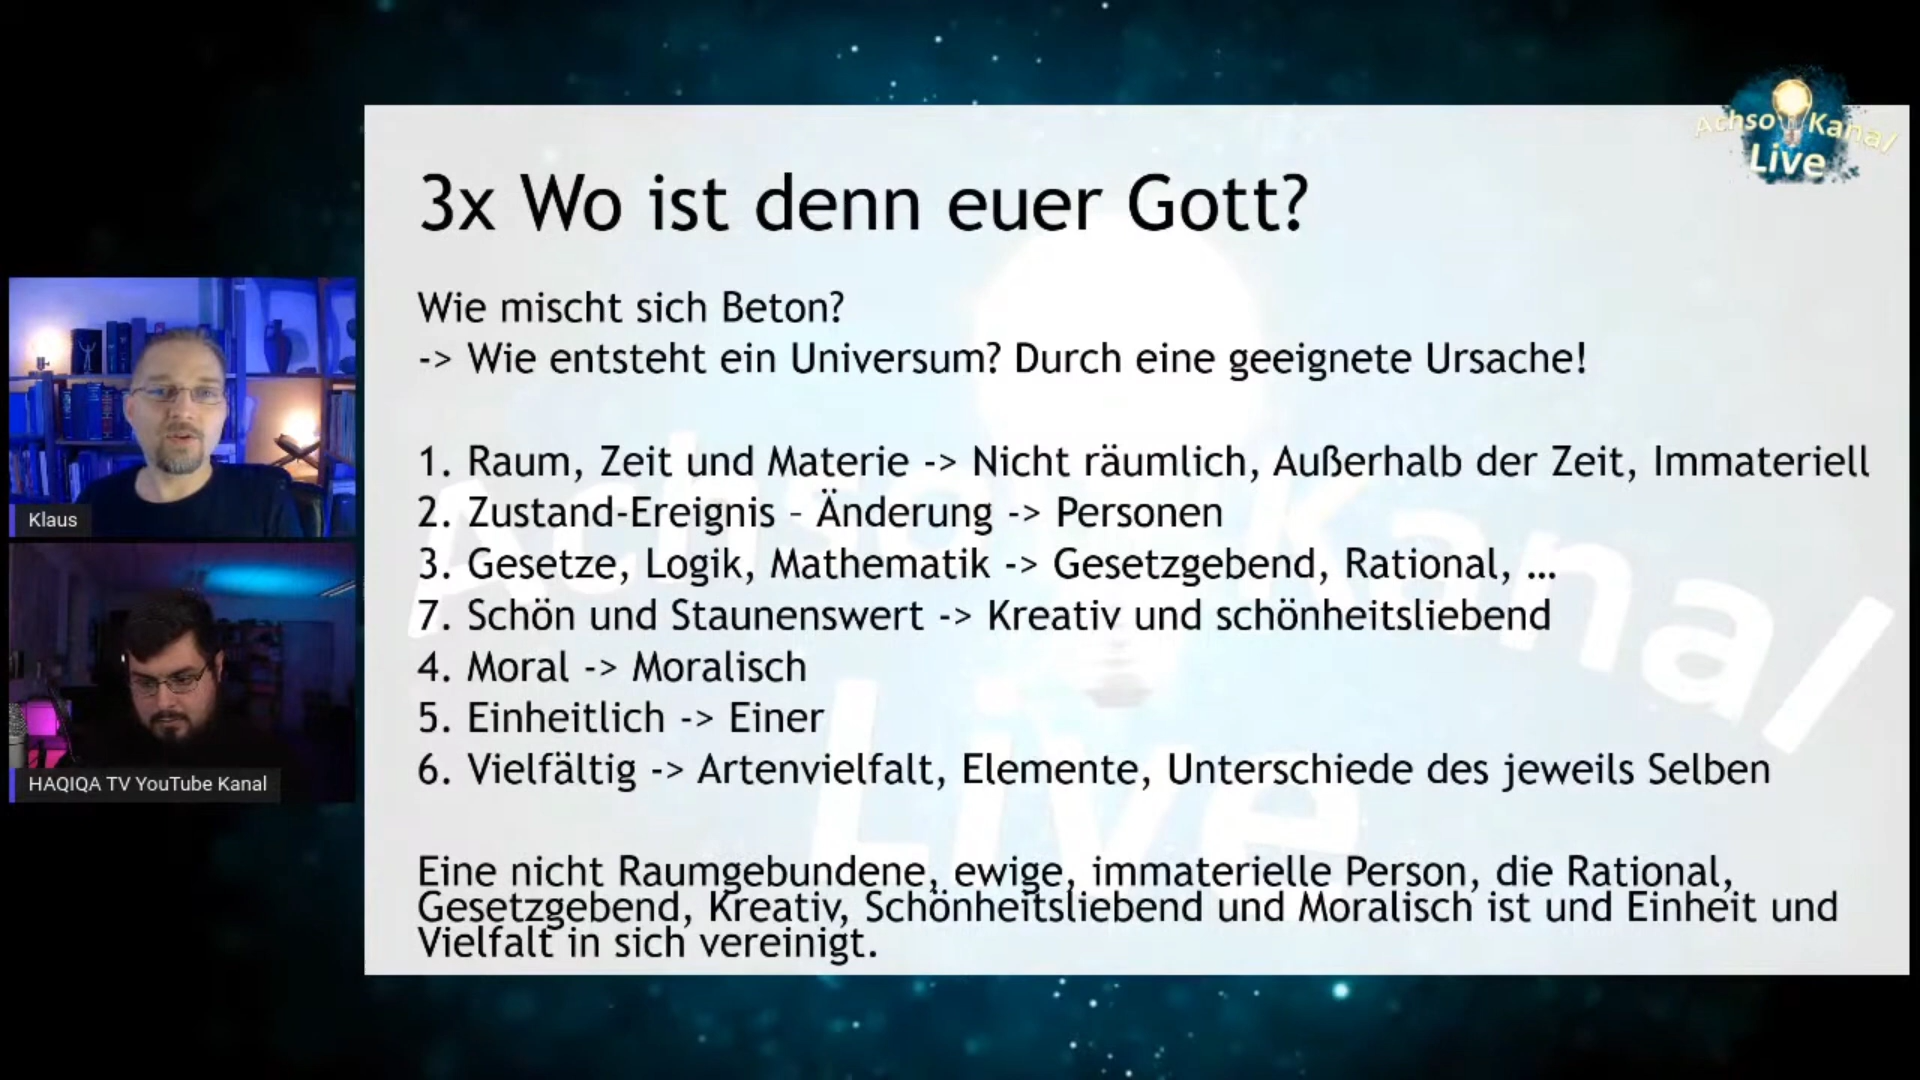 Achso Kanal
Live
3x Wo ist denn euer Gott?
Wie mischt sich Beton?
-> Wie entsteht ein Universum? Durch eine geeignete Ursache!
1. Raum, Zeit und Materie -> Nicht räumlich, Außerhalb der Zeit, Immateriell
2. Zustand-Ereignis – Änderung -> Personen
3. Gesetze, Logik, Mathematik -> Gesetzgebend, Rational, …
7. Schön und Staunenswert -> Kreativ und schönheitsliebend
4. Moral -> Moralisch
5. Einheitlich -> Einer
6. Vielfältig -> Artenvielfalt, Elemente, Unterschiede des jeweils Selben
Eine nicht Raumgebundene, ewige, immaterielle Person, die Rational,
Gesetzgebend, Kreativ, Schönheitsliebend und Moralisch ist und Einheit und
Vielfalt in sich vereinigt.
Achso Kanal
Live
Klaus
HAQIQA TV YouTube Kanal